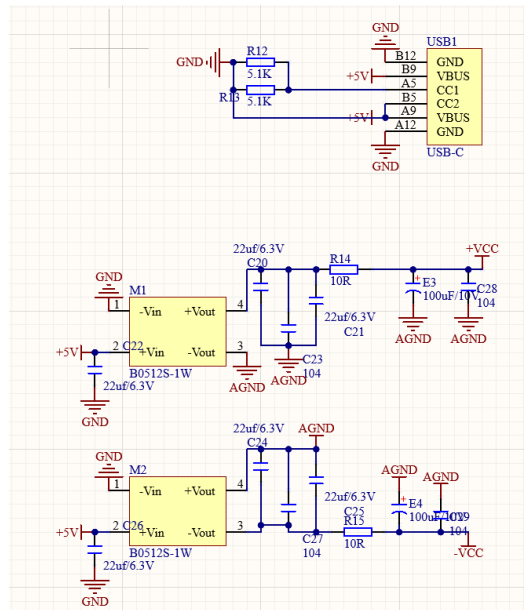 GND
USB1
R12
B12
GND
GND
B9
VBUS
+5V
5.1K
A5
CC1
R13
5.1K
B5
CC2
+5V
A9
VBUS
A12
GND
USB-C
GND
22uf/6.3V
C20
R14
+VCC
GND
M1
10R
E3
100uF/10V
C28
104
1
-Vin
+Vout
4
22uf/6.3V
C21
AGND
AGND
+5V
2
C22
+Vin
-Vout
3
C23
104
B0512S-1W
22uf/6.3V
AGND
AGND
GND
22uf/6.3V
C24
AGND
GND
M2
AGND
AGND
1
-Vin
+Vout
4
22uf/6.3V
C25
E4
100uF/10V
C29
104
R15
+5V
2
C26
+Vin
-Vout
3
C27
104
10R
-VCC
B0512S-1W
22uf/6.3V
GND